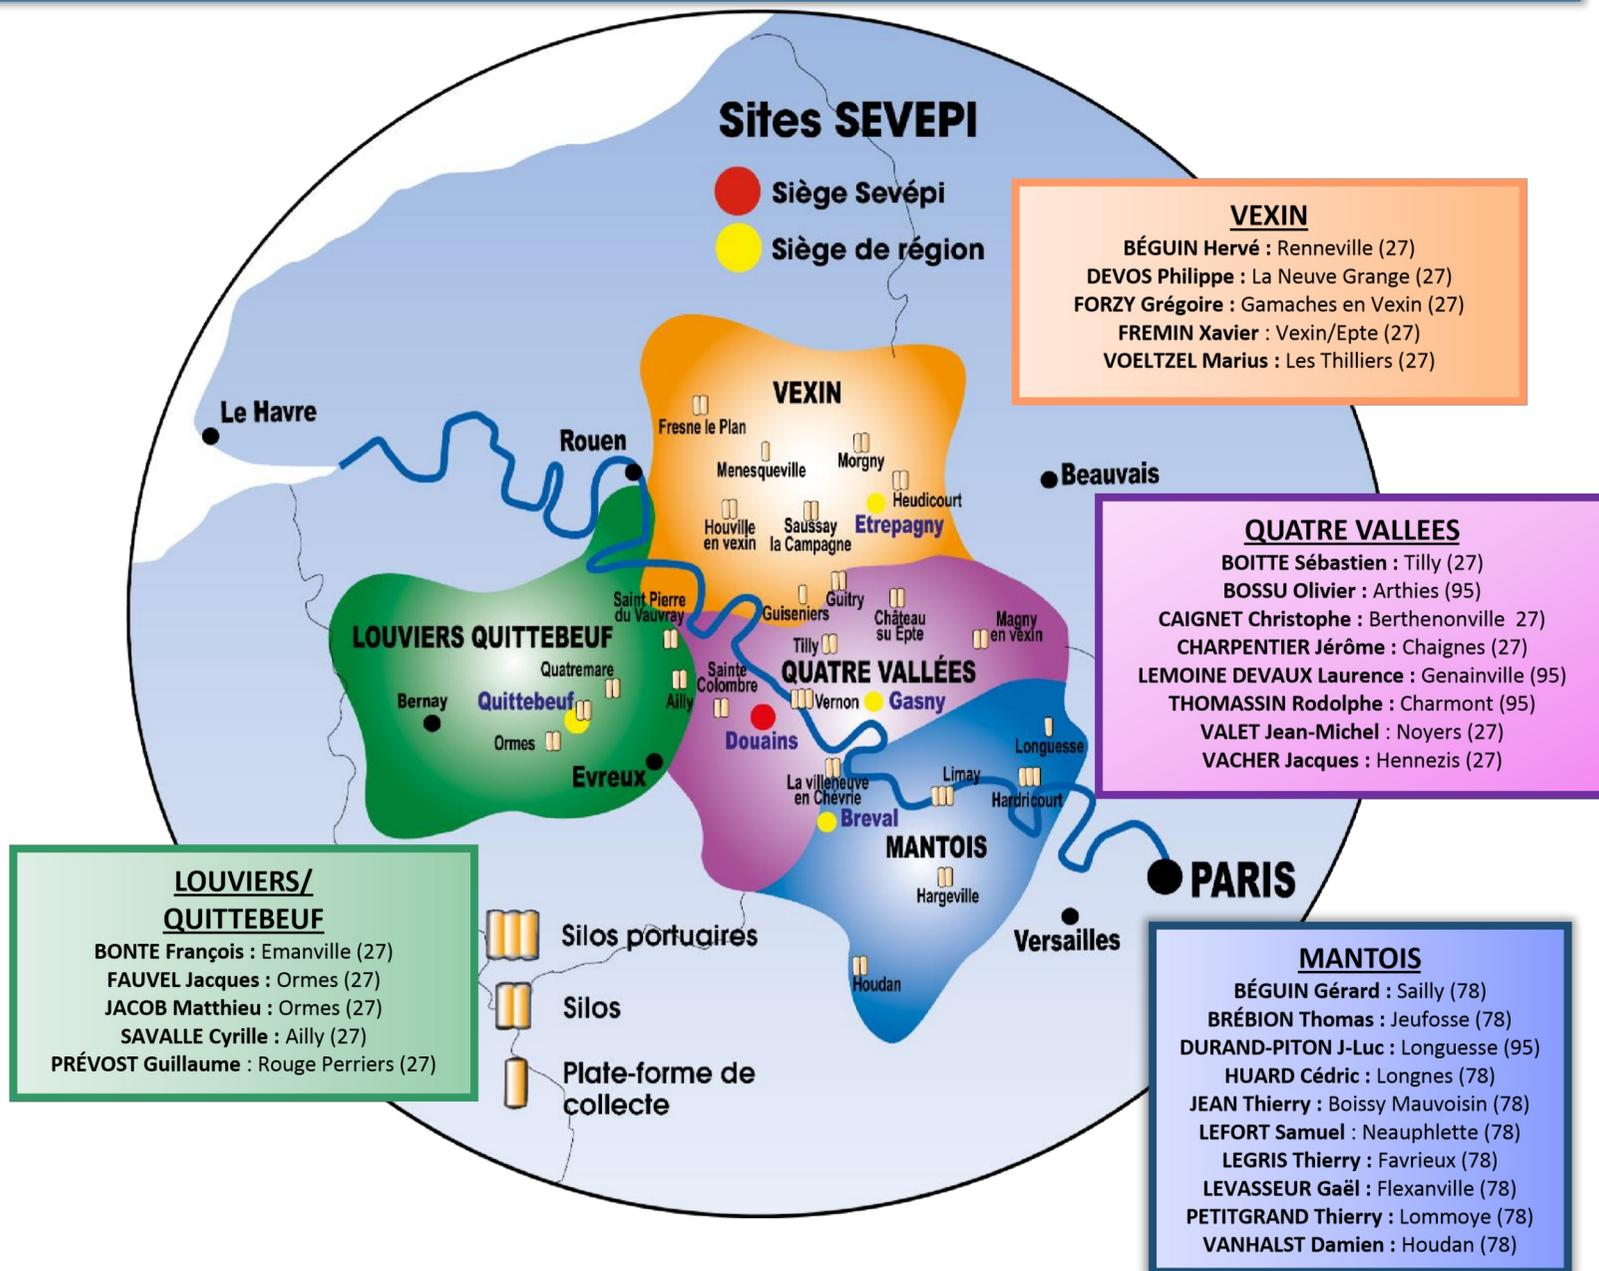 Sites SEVEPI
Siège Sevépi
Siège de région
VEXIN
BÉGUIN Hervé : Renneville (27)
DEVOS Philippe : La Neuve Grange (27)
FORZY Grégoire : Gamaches en Vexin (27)
FREMIN Xavier : Vexin/Epte (27)
VOELTZEL Marius : Les Thilliers (27)
Le Havre
Rouen
Beauvais
VEXIN
Fresne le Plan
Menesqueville
Morgny
Heudicourt
Houville
en vexin
Saussay
la Campagne
Etrepagny
QUATRE VALLEES
BOITTE Sébastien : Tilly (27)
BOSSU Olivier : Arthies (95)
CAIGNET Christophe : Berthenonville 27)
CHARPENTIER Jérôme : Chaignes (27)
LEMOINE DEVAUX Laurence : Genainville (95)
THOMASSIN Rodolphe : Charmont (95)
VALET Jean-Michel : Noyers (27)
VACHER Jacques : Hennezis (27)
Saint Pierre
du Vauvray
Guiseniers
Guitry
Château
su Epte
Magny
en vexin
LOUVIERS QUITTEBEUF
Quatremare
Bernay
Quittebeuf
Ormes
Evreux
Ailly
Sainte
Colombre
Tilly
QUATRE VALLÉES
Vernon
Gasny
Douains
La villeneuve
en Chévrie
Breval
Limay
Longuesse
Hardricourt
MANTOIS
Hargeville
Houdan
PARIS
Versailles
LOUVIERS/
QUITTEBEUF
BONTE François : Emanville (27)
FAUVEL Jacques : Ormes (27)
JACOB Matthieu : Ormes (27)
SAVALLE Cyrille : Ailly (27)
PRÉVOST Guillaume : Rouge Perriers (27)
Silos portuaires
Silos
Plate-forme de
collecte
MANTOIS
BÉGUIN Gérard : Sailly (78)
BRÉBION Thomas : Jeufosse (78)
DURAND-PITON J-Luc : Longuesse (95)
HUARD Cédric : Longnes (78)
JEAN Thierry : Boissy Mauvoisin (78)
LEFORT Samuel : Neauphlette (78)
LEGRIS Thierry : Favrieux (78)
LEVASSEUR Gaël : Flexanville (78)
PETITGRAND Thierry : Lommoye (78)
VANHALST Damien : Houdan (78)